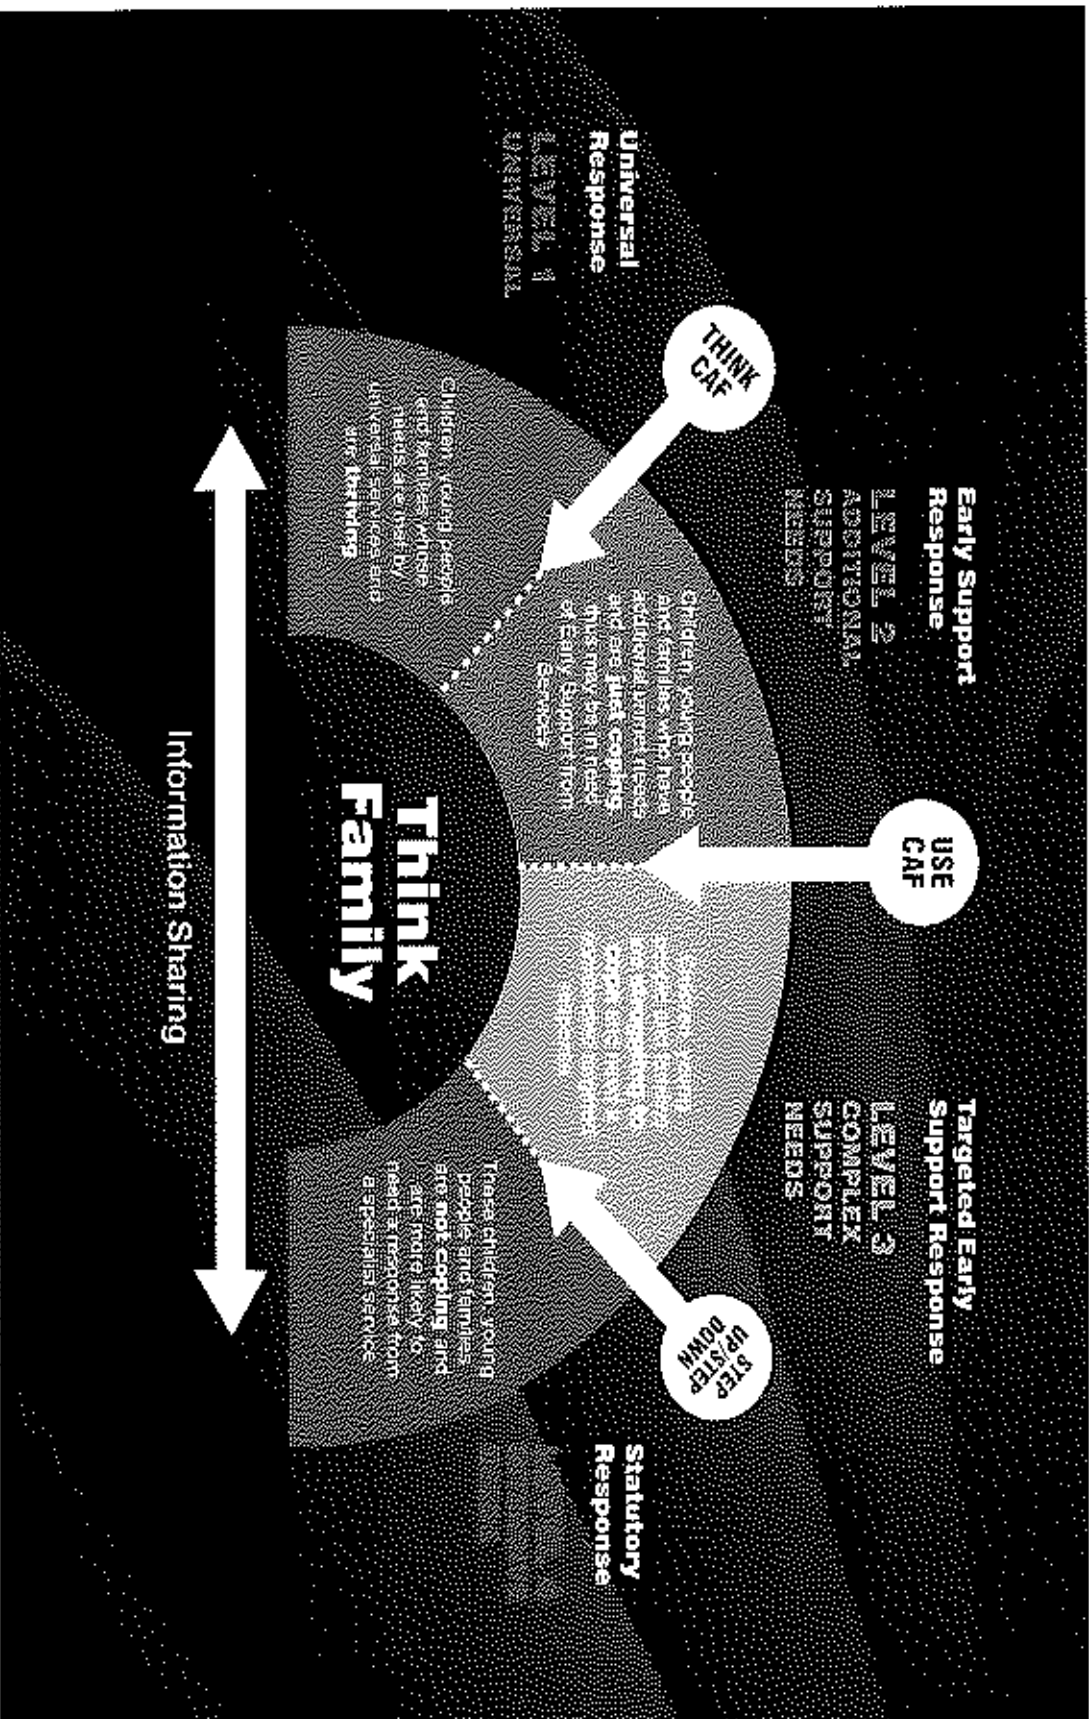 Universal
Response
LEVEL 1
UNIVERSAL
THINK
CAF
Early Support
Response
LEVEL 2
ADDITIONAL
SUPPORT
NEEDS
USE
CAF
Targeted Early
Support Response
LEVEL 3
COMPLEX
SUPPORT
NEEDS
STEP
UP/STEP
DOWN
Statutory
Response
Children, young people
and families whose
needs are met by
universal services and
are thriving
Children, young people
and families who have
additional unmet needs
and are just coping
thus may be in need
of Early Support from
Services
These children, young
people and families
are not coping and
are more likely to
need a response from
a specialist service
Think
Family
Information Sharing